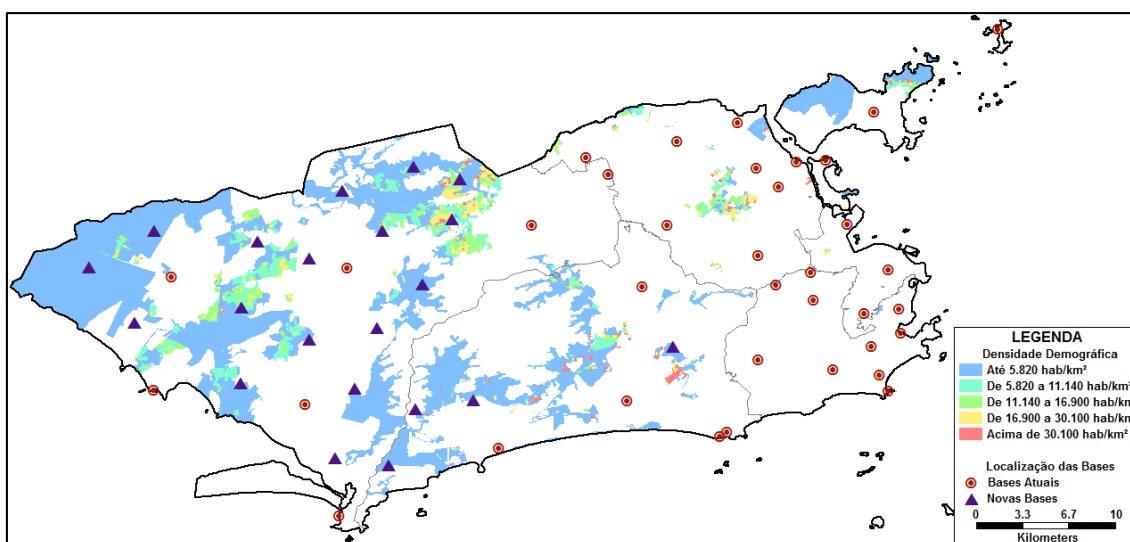 LEGENDA
Densidade Demográfica
Até 5.820 hab/km²
De 5.820 a 11.140 hab/km²
De 11.140 a 16.900 hab/km²
De 16.900 a 30.100 hab/km²
Acima de 30.100 hab/km²
Localização das Bases
Bases Atuais
Novas Bases
0 3.3 6.7 10
Kilometers